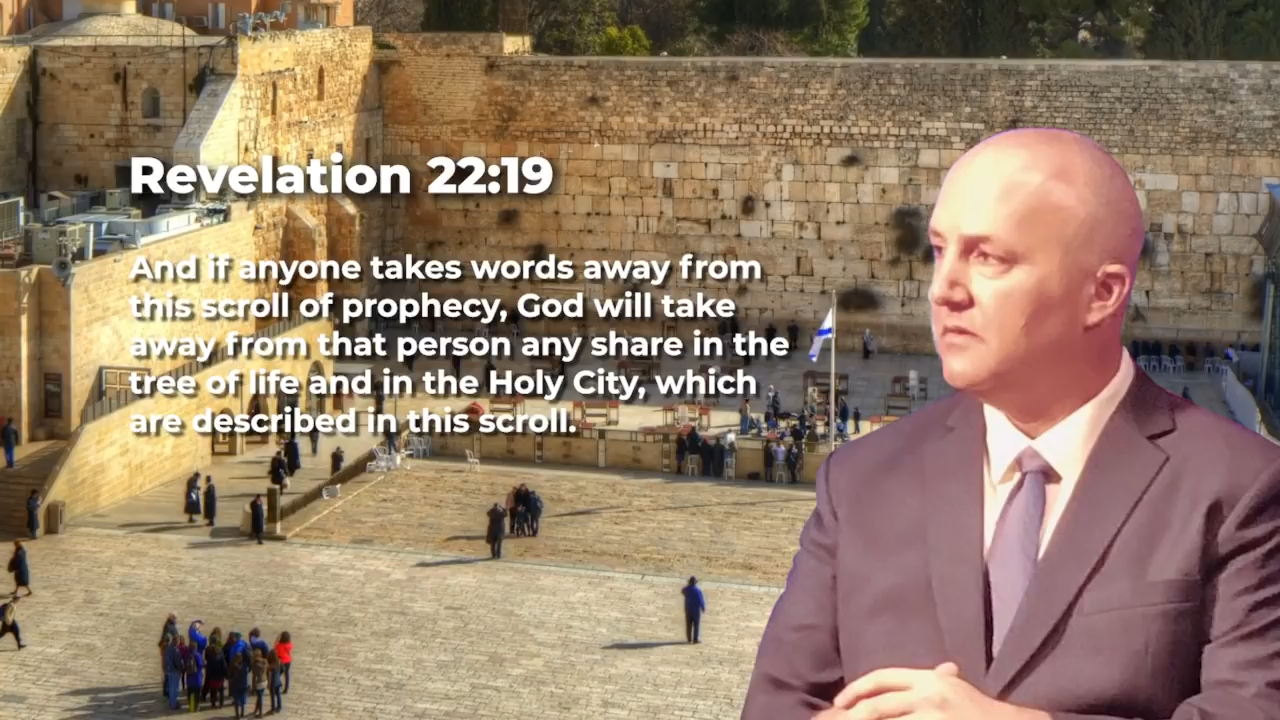 Revelation 22:19
And if anyone takes words away from
this scroll of prophecy, God will take
away from that person any share in the
tree of life and in the Holy City, which
are described in this scroll.